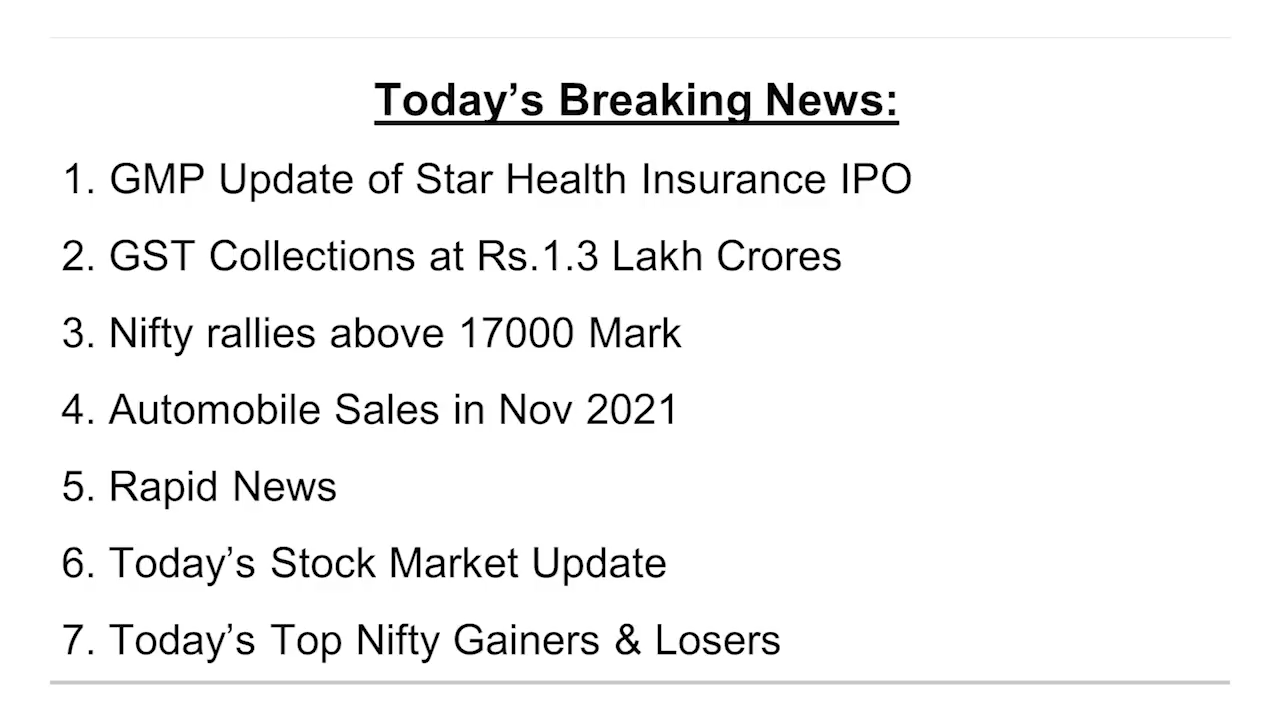 Today’s Breaking News:
1. GMP Update of Star Health Insurance IPO
2. GST Collections at Rs.1.3 Lakh Crores
3. Nifty rallies above 17000 Mark
4. Automobile Sales in Nov 2021
5. Rapid News
6. Today’s Stock Market Update
7. Today’s Top Nifty Gainers & Losers